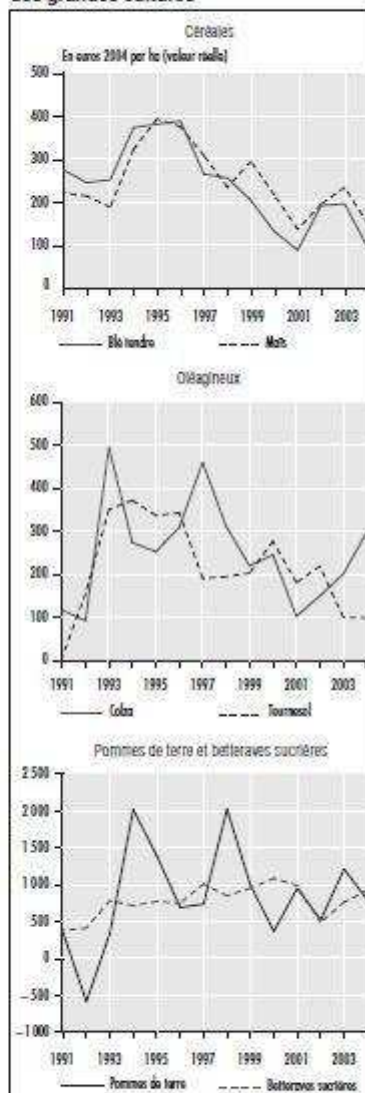 des grandes cultures
Céréales
En euros 2004 par ha (valeur réelle)
500
400
300
200
100
0
1991 1993 1995 1997 1999 2001 2003
Blé tendre Maïs
Oléagineux
600
500
400
300
200
100
0
1991 1993 1995 1997 1999 2001 2003
Colza Tournesol
Pommes de terre et betteraves sucrières
2 500
2 000
1 500
1 000
500
0
-500
-1 000
1991 1993 1995 1997 1999 2001 2003
Pommes de terre Betteraves sucrières